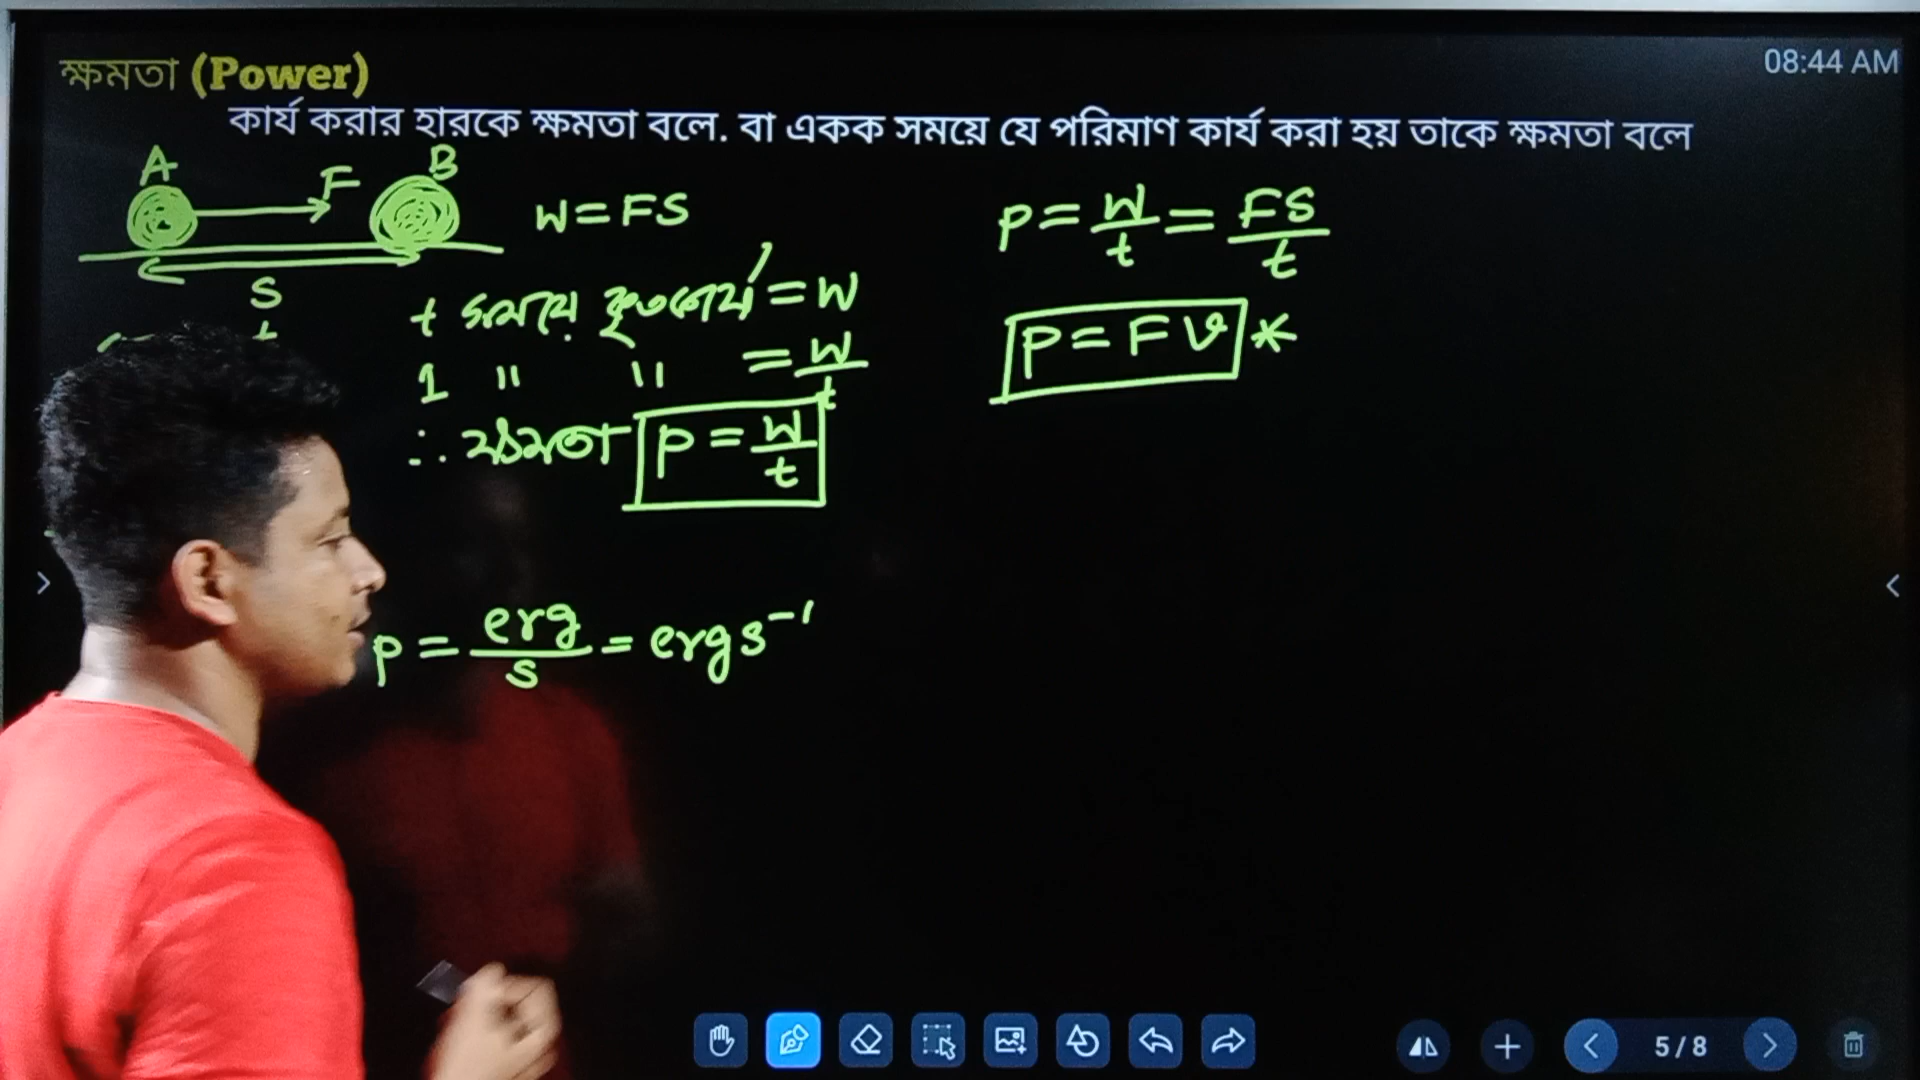 ক্ষমতা (Power)
08:44 AM
কার্য করার হারকে ক্ষমতা বলে. বা একক সময়ে যে পরিমাণ কার্য করা হয় তাকে ক্ষমতা বলে
A B
F
S
t
W = FS
t সময়ে কৃতকার্য = W
1 " " = W/t
∴ ক্ষমতা P = W/t
P = W/t = FS/t
P = Fv *
P = erg/s = erg s⁻¹
5 / 8